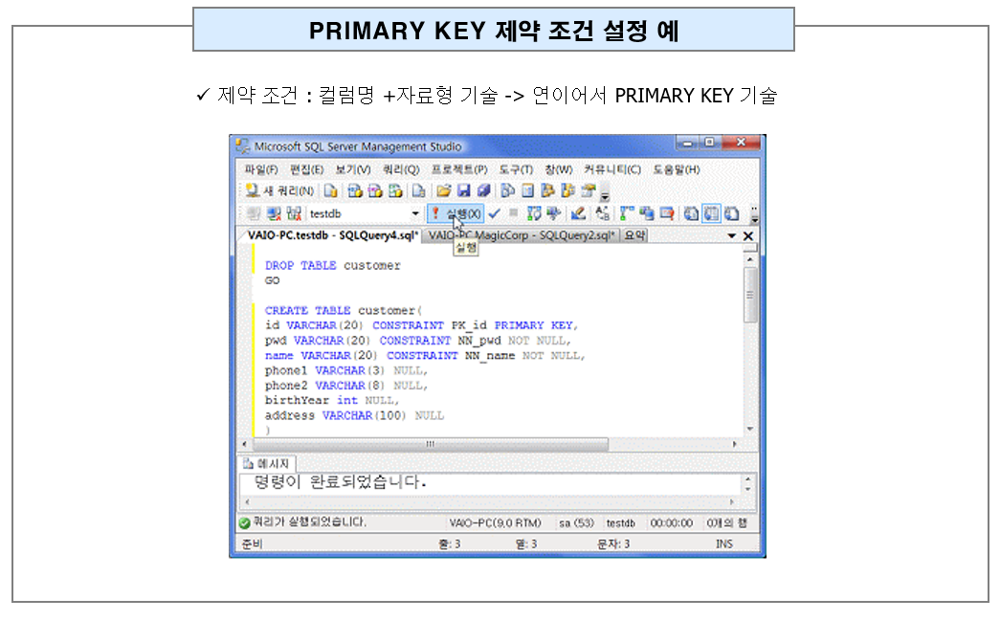 PRIMARY KEY 제약 조건 설정 예
✓ 제약 조건 : 컬럼명 +자료형 기술 -> 연이어서 PRIMARY KEY 기술
Microsoft SQL Server Management Studio
파일(F) 편집(E) 보기(V) 쿼리(Q) 프로젝트(P) 도구(T) 창(W) 커뮤니티(C) 도움말(H)
새 쿼리(N)
testdb 실행(X)
VAIO-PC.testdb - SQLQuery4.sql* VAIO-PC.MagicCorp - SQLQuery2.sql* 요약
실행
DROP TABLE customer
GO
CREATE TABLE customer(
id VARCHAR(20) CONSTRAINT PK_id PRIMARY KEY,
pwd VARCHAR(20) CONSTRAINT NN_pwd NOT NULL,
name VARCHAR(20) CONSTRAINT NN_name NOT NULL,
phone1 VARCHAR(3) NULL,
phone2 VARCHAR(8) NULL,
birthYear int NULL,
address VARCHAR(100) NULL
)
메시지
명령이 완료되었습니다.
쿼리가 실행되었습니다. VAIO-PC(9.0 RTM) sa (53) testdb 00:00:00 0개의 행
준비 줄: 3 열: 3 문자: 3 INS